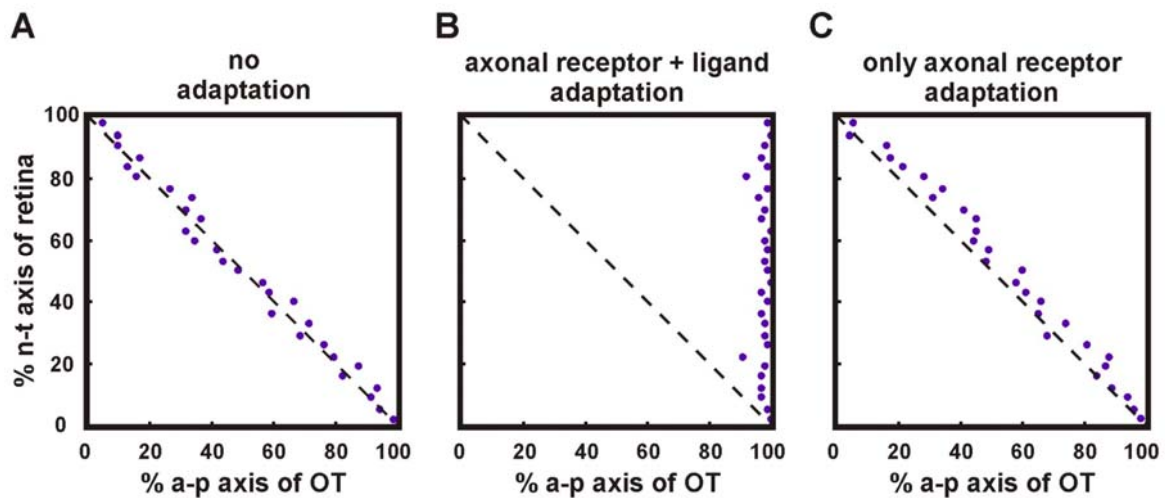 A
no
adaptation
B
axonal receptor + ligand
adaptation
C
only axonal receptor
adaptation
% n-t axis of retina
100
80
60
40
20
0
0 20 40 60 80 100
% a-p axis of OT
0 20 40 60 80 100
% a-p axis of OT
0 20 40 60 80 100
% a-p axis of OT